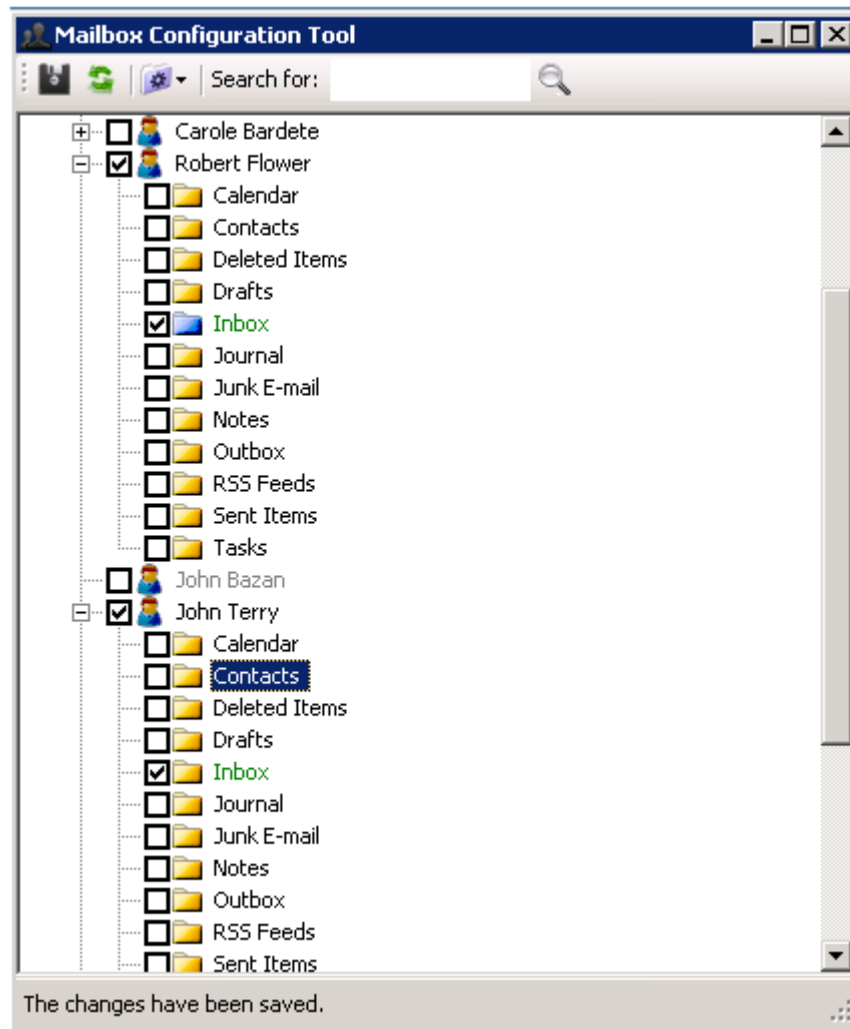 Mailbox Configuration Tool
Search for:
Carole Bardete
Robert Flower
Calendar
Contacts
Deleted Items
Drafts
Inbox
Journal
Junk E-mail
Notes
Outbox
RSS Feeds
Sent Items
Tasks
John Bazan
John Terry
Calendar
Contacts
Deleted Items
Drafts
Inbox
Journal
Junk E-mail
Notes
Outbox
RSS Feeds
Sent Items
The changes have been saved.